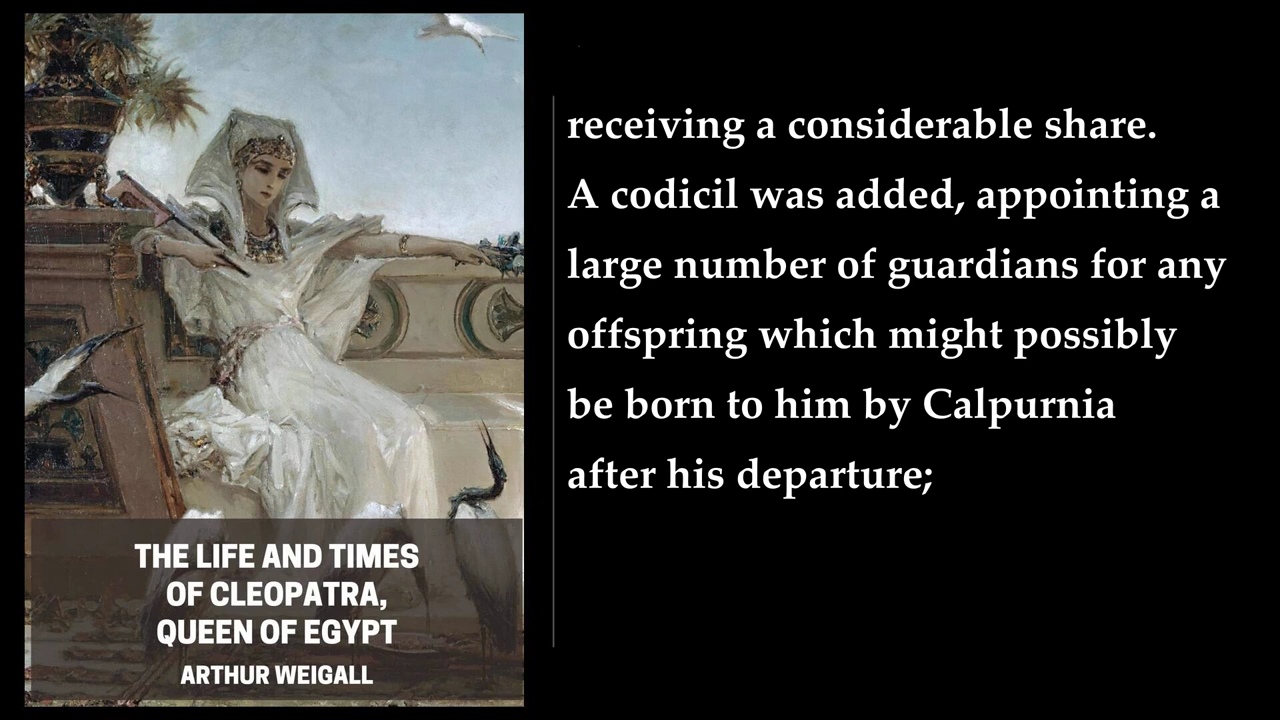 receiving a considerable share.
A codicil was added, appointing a
large number of guardians for any
offspring which might possibly
be born to him by Calpurnia
after his departure;
THE LIFE AND TIMES
OF CLEOPATRA,
QUEEN OF EGYPT
ARTHUR WEIGALL